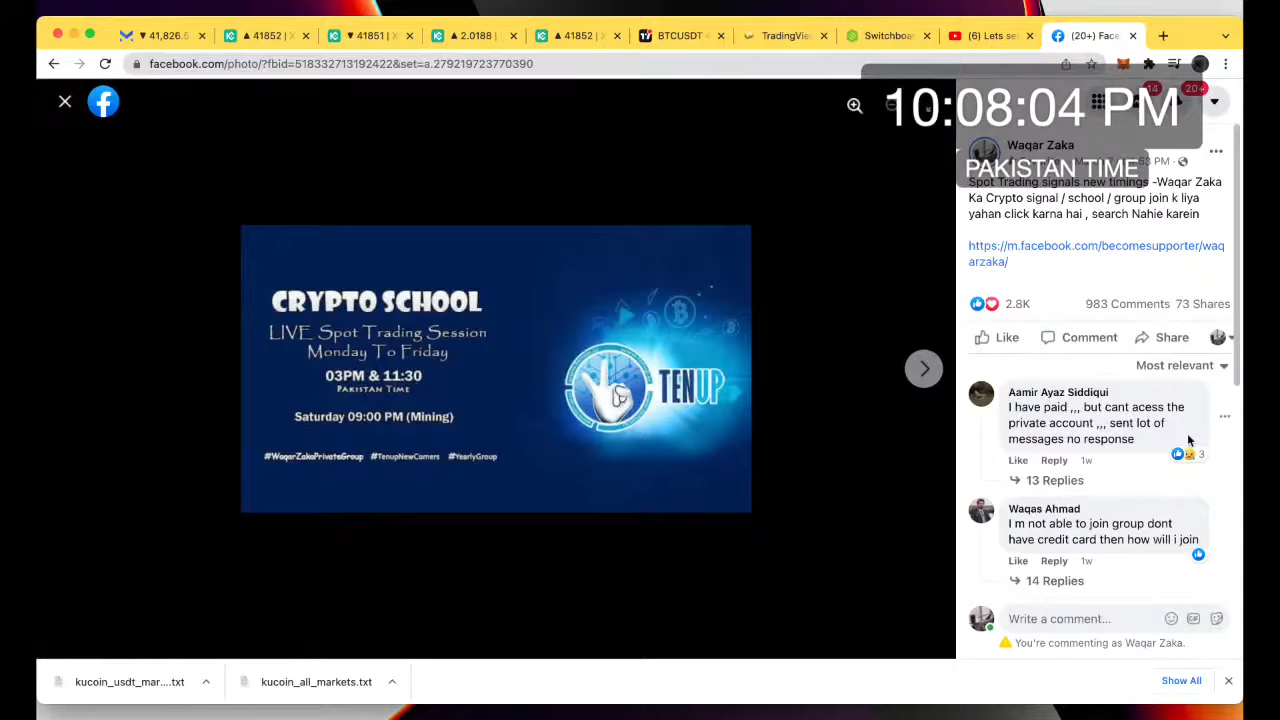 41,826.5
41852 |
41851 |
2.0188 |
41852 |
BTCUSDT
TradingVie
Switchboa
(6) Lets se
(20+) Face
facebook.com/photo/?fbid=518332713192422&set=a.279219723770390
10:08:04 PM
PAKISTAN TIME
14
20+
Waqar Zaka
Spot Trading signals new timings -Waqar Zaka
Ka Crypto signal / school / group join k liya
yahan click karna hai , search Nahie karein
https://m.facebook.com/becomesupporter/waq
arzaka/
2.8K
983 Comments 73 Shares
Like
Comment
Share
Most relevant
Aamir Ayaz Siddiqui
I have paid ,,, but cant acess the
private account ,,, sent lot of
messages no response
3
Like Reply 1w
13 Replies
Waqas Ahmad
I m not able to join group dont
have credit card then how will i join
Like Reply 1w
14 Replies
Write a comment...
You're commenting as Waqar Zaka.
CRYPTO SCHOOL
LIVE Spot Trading Session
Monday To Friday
03PM & 11:30
PAKISTAN TIME
Saturday 09:00 PM (Mining)
#WaqarZakaPrivateGroup #TenupNewComers #YearlyGroup
TENUP
kucoin_usdt_mar....txt
kucoin_all_markets.txt
Show All